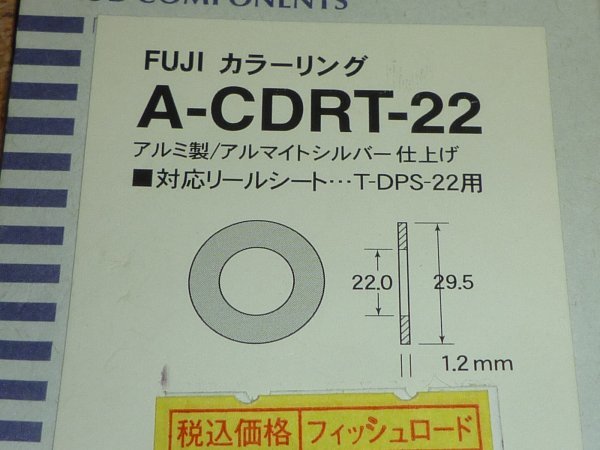 COMPONENTS
FUJI カラーリング
A-CDRT-22
アルミ製/アルマイトシルバー仕上げ
■対応リールシート…T-DPS-22用
22.0
29.5
1.2mm
税込価格 フィッシュロード